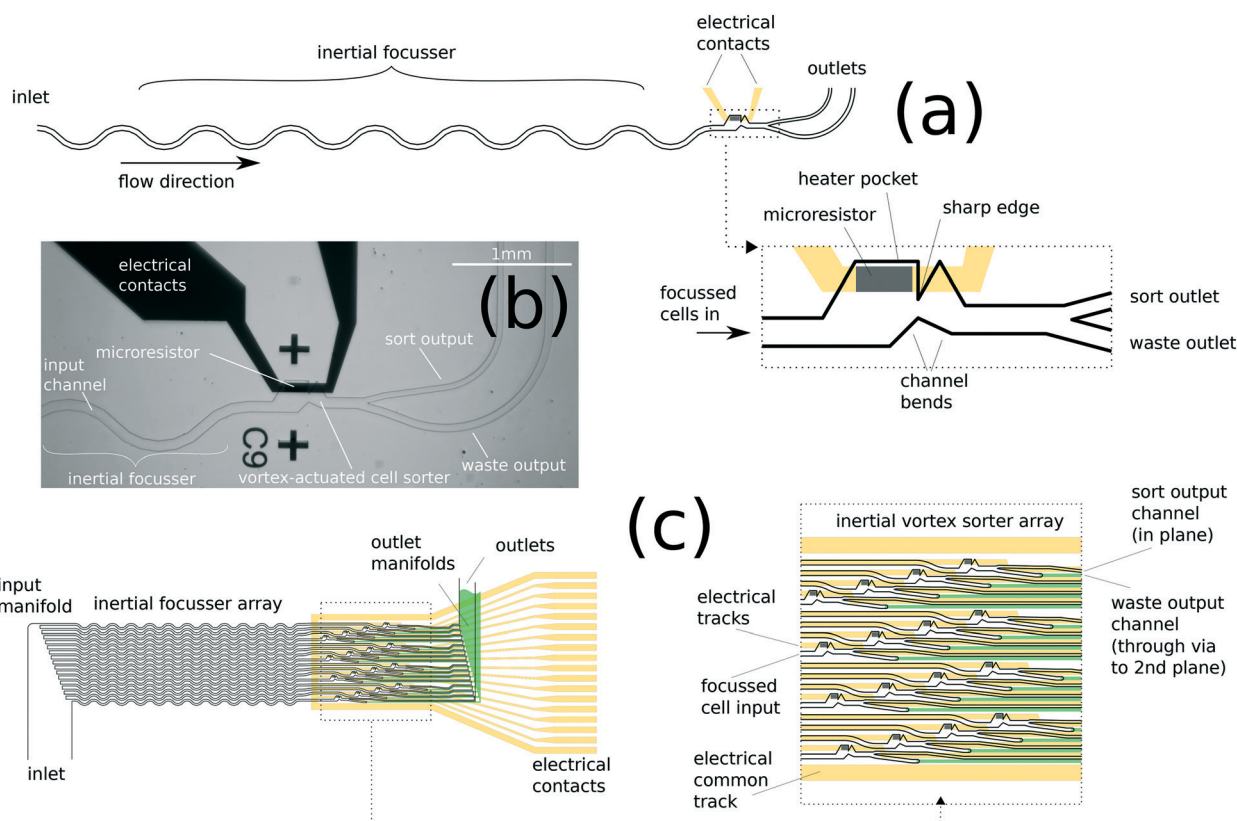 electrical
contacts
inertial focusser
outlets
inlet
(a)
flow direction
heater pocket
microresistor
sharp edge
focussed
cells in
sort outlet
waste outlet
channel
bends
1mm
electrical
contacts
(b)
microresistor
sort output
input
channel
C9
inertial focusser
vortex-actuated cell sorter
waste output
(c)
outlet
manifolds
outlets
input
manifold
inertial focusser array
inlet
electrical
contacts
inertial vortex sorter array
sort output
channel
(in plane)
electrical
tracks
waste output
channel
(through via
to 2nd plane)
focussed
cell input
electrical
common
track